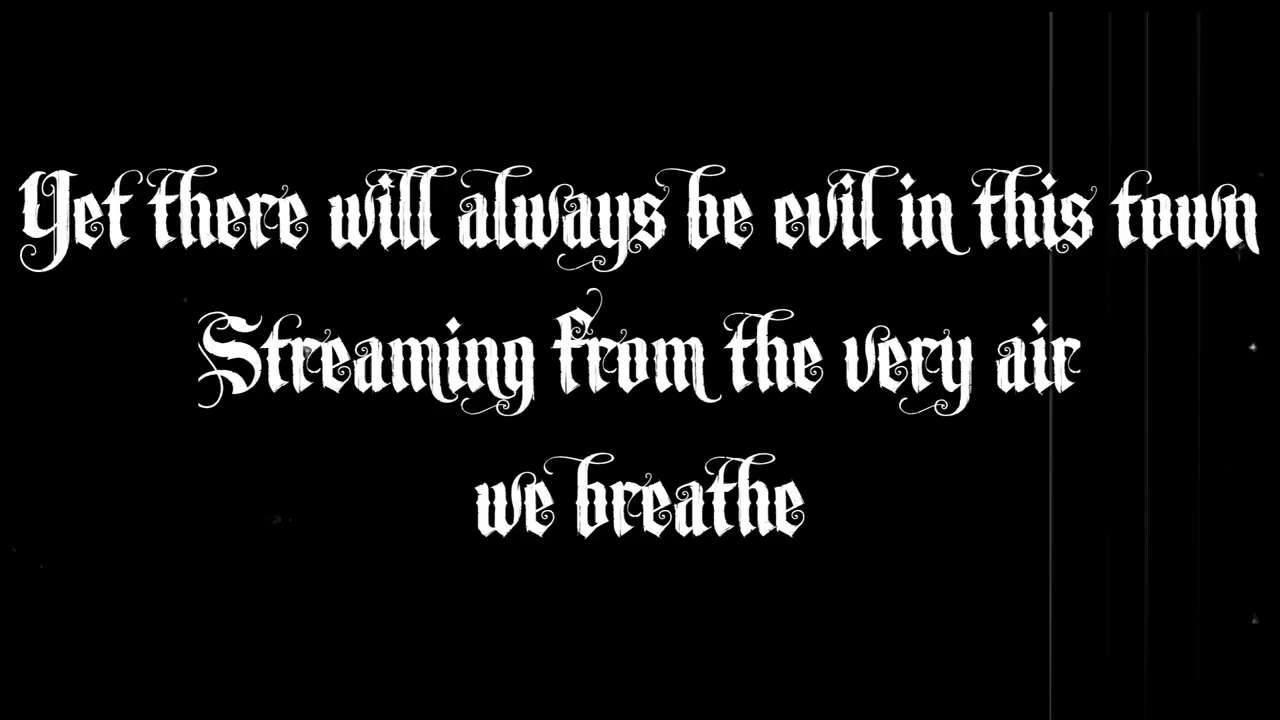 Yet there will always be evil in this town
Streaming from the very air
we breathe